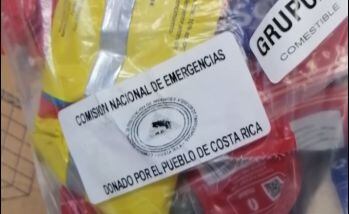 COMISION NACIONAL DE EMERGENCIAS
DONADO POR EL PUEBLO DE COSTA RICA
GRUPO
COMESTIBLE